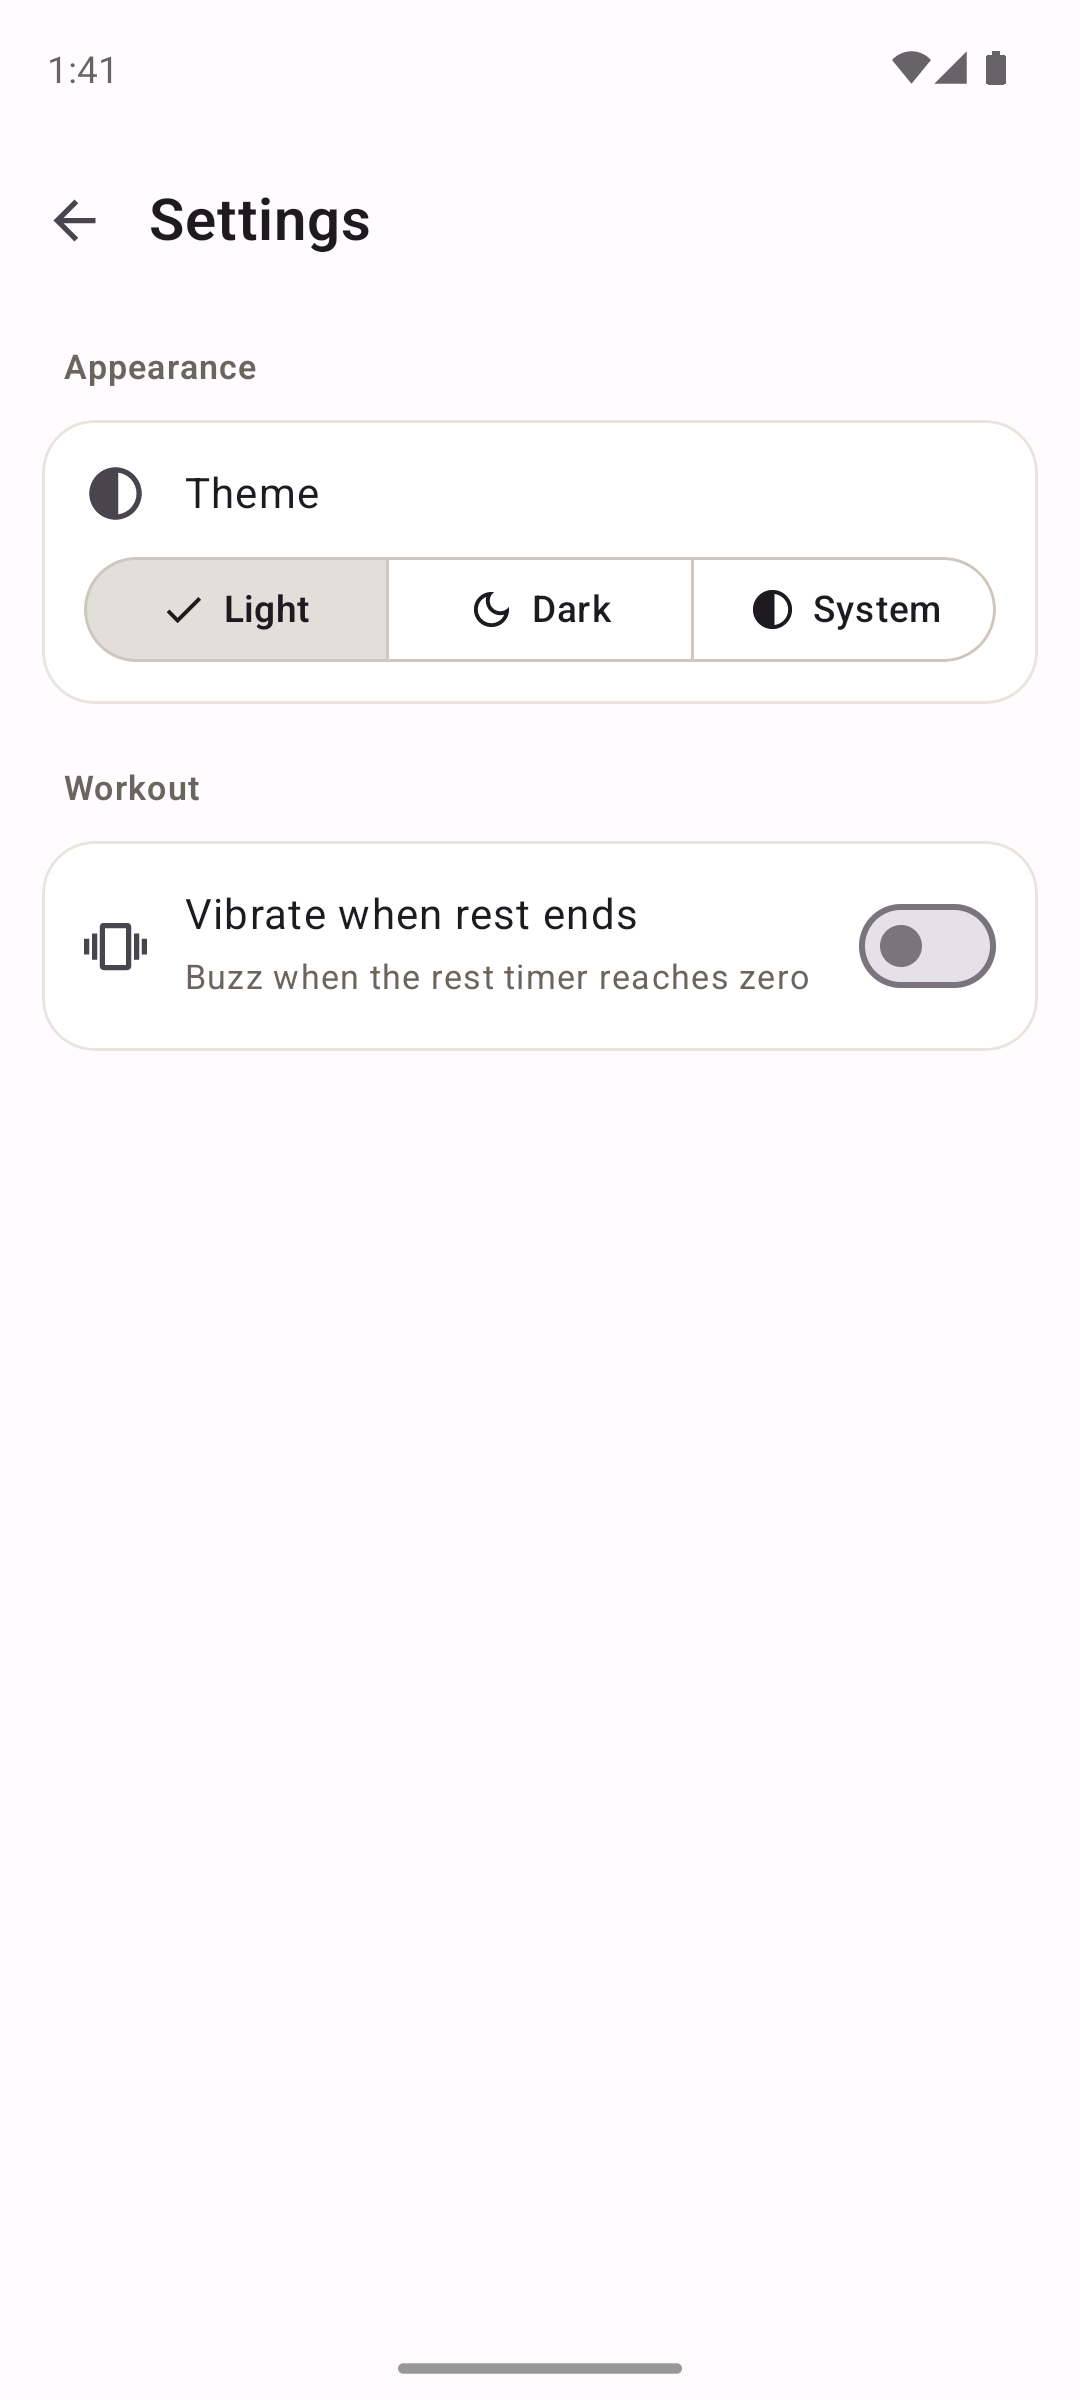 1:41
Settings
Appearance
Theme
Light
Dark
System
Workout
Vibrate when rest ends
Buzz when the rest timer reaches zero